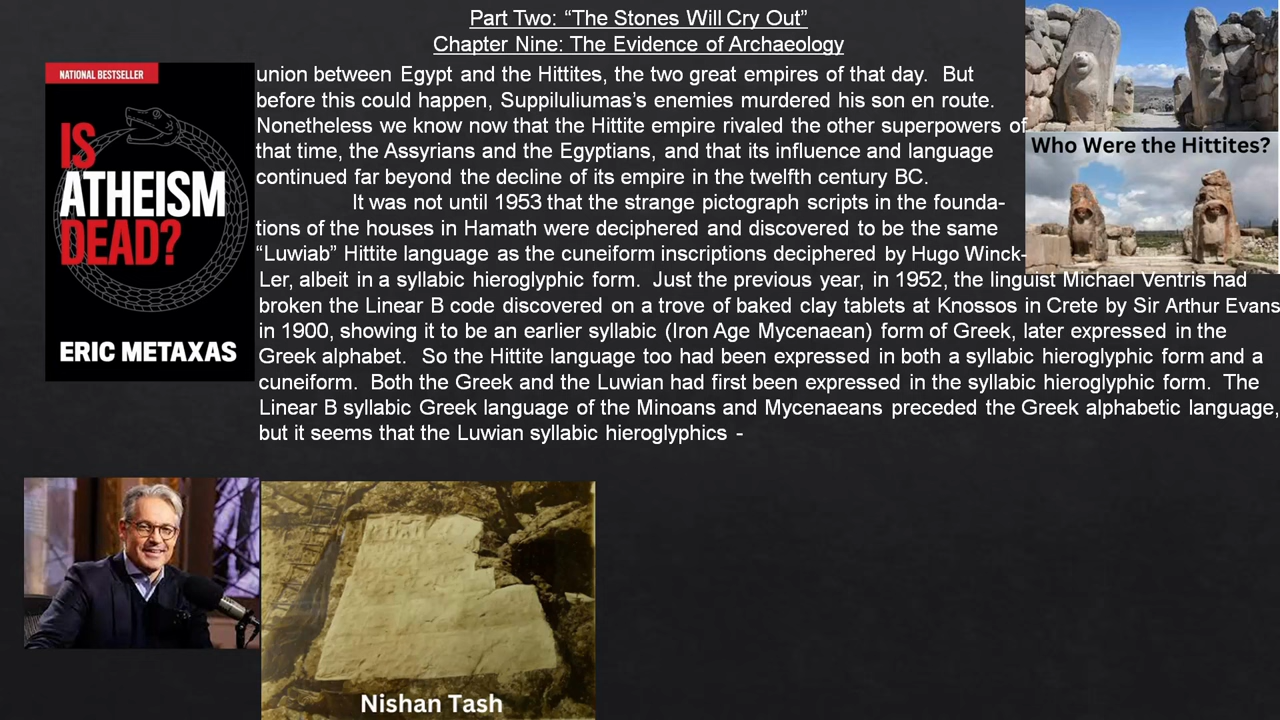 Part Two: “The Stones Will Cry Out”
Chapter Nine: The Evidence of Archaeology
NATIONAL BESTSELLER
IS
ATHEISM
DEAD?
ERIC METAXAS
union between Egypt and the Hittites, the two great empires of that day.  But
before this could happen, Suppiluliumas’s enemies murdered his son en route.
Nonetheless we know now that the Hittite empire rivaled the other superpowers of
that time, the Assyrians and the Egyptians, and that its influence and language
continued far beyond the decline of its empire in the twelfth century BC.
It was not until 1953 that the strange pictograph scripts in the founda-
tions of the houses in Hamath were deciphered and discovered to be the same
“Luwiab” Hittite language as the cuneiform inscriptions deciphered by Hugo Winck-
Ler, albeit in a syllabic hieroglyphic form.  Just the previous year, in 1952, the linguist Michael Ventris had
broken the Linear B code discovered on a trove of baked clay tablets at Knossos in Crete by Sir Arthur Evans
in 1900, showing it to be an earlier syllabic (Iron Age Mycenaean) form of Greek, later expressed in the
Greek alphabet.  So the Hittite language too had been expressed in both a syllabic hieroglyphic form and a
cuneiform.  Both the Greek and the Luwian had first been expressed in the syllabic hieroglyphic form.  The
Linear B syllabic Greek language of the Minoans and Mycenaeans preceded the Greek alphabetic language,
but it seems that the Luwian syllabic hieroglyphics -
Who Were the Hittites?
Nishan Tash